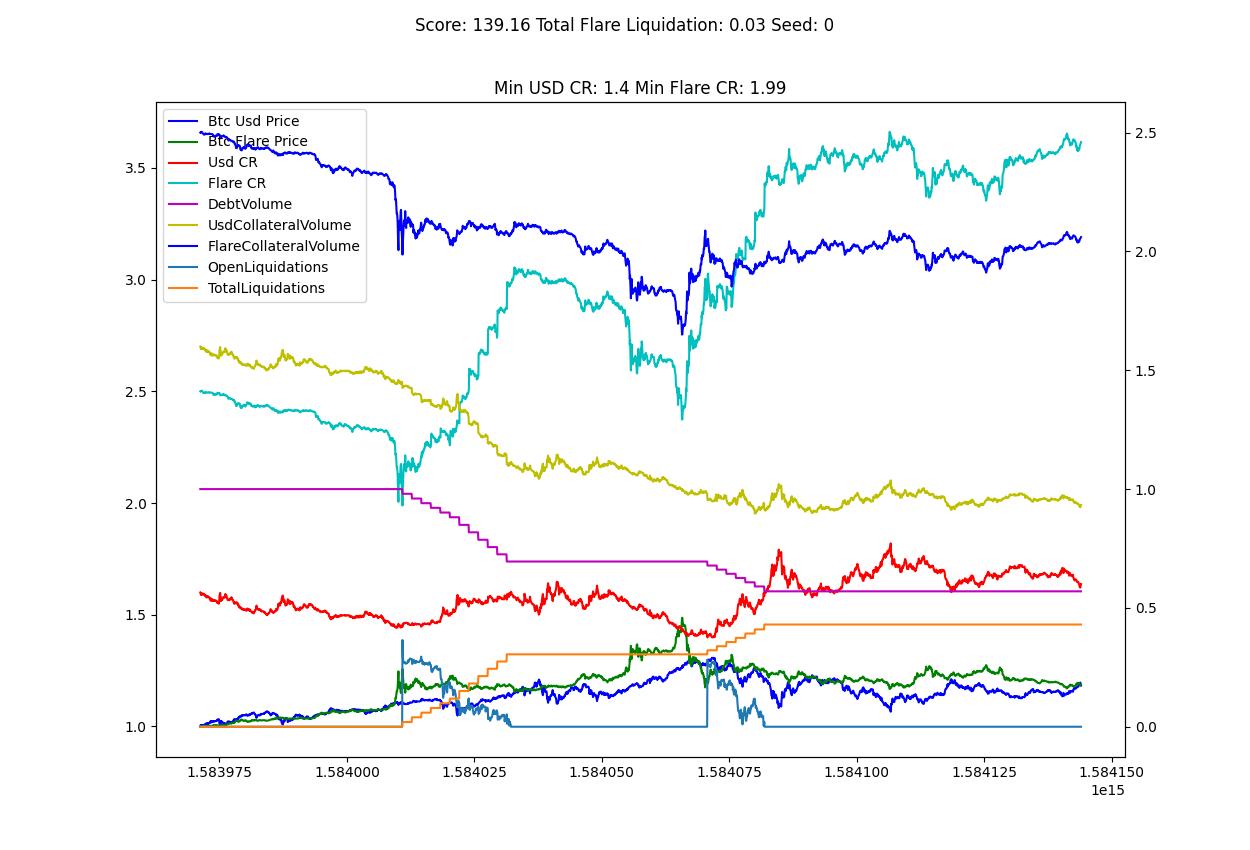 Score: 139.16 Total Flare Liquidation: 0.03 Seed: 0
Min USD CR: 1.4 Min Flare CR: 1.99
Btc Usd Price
Btc Flare Price
Usd CR
Flare CR
DebtVolume
UsdCollateralVolume
FlareCollateralVolume
OpenLiquidations
TotalLiquidations
3.5
3.0
2.5
2.0
1.5
1.0
2.5
2.0
1.5
1.0
0.5
0.0
1.583975 1.584000 1.584025 1.584050 1.584075 1.584100 1.584125 1.584150
1e15